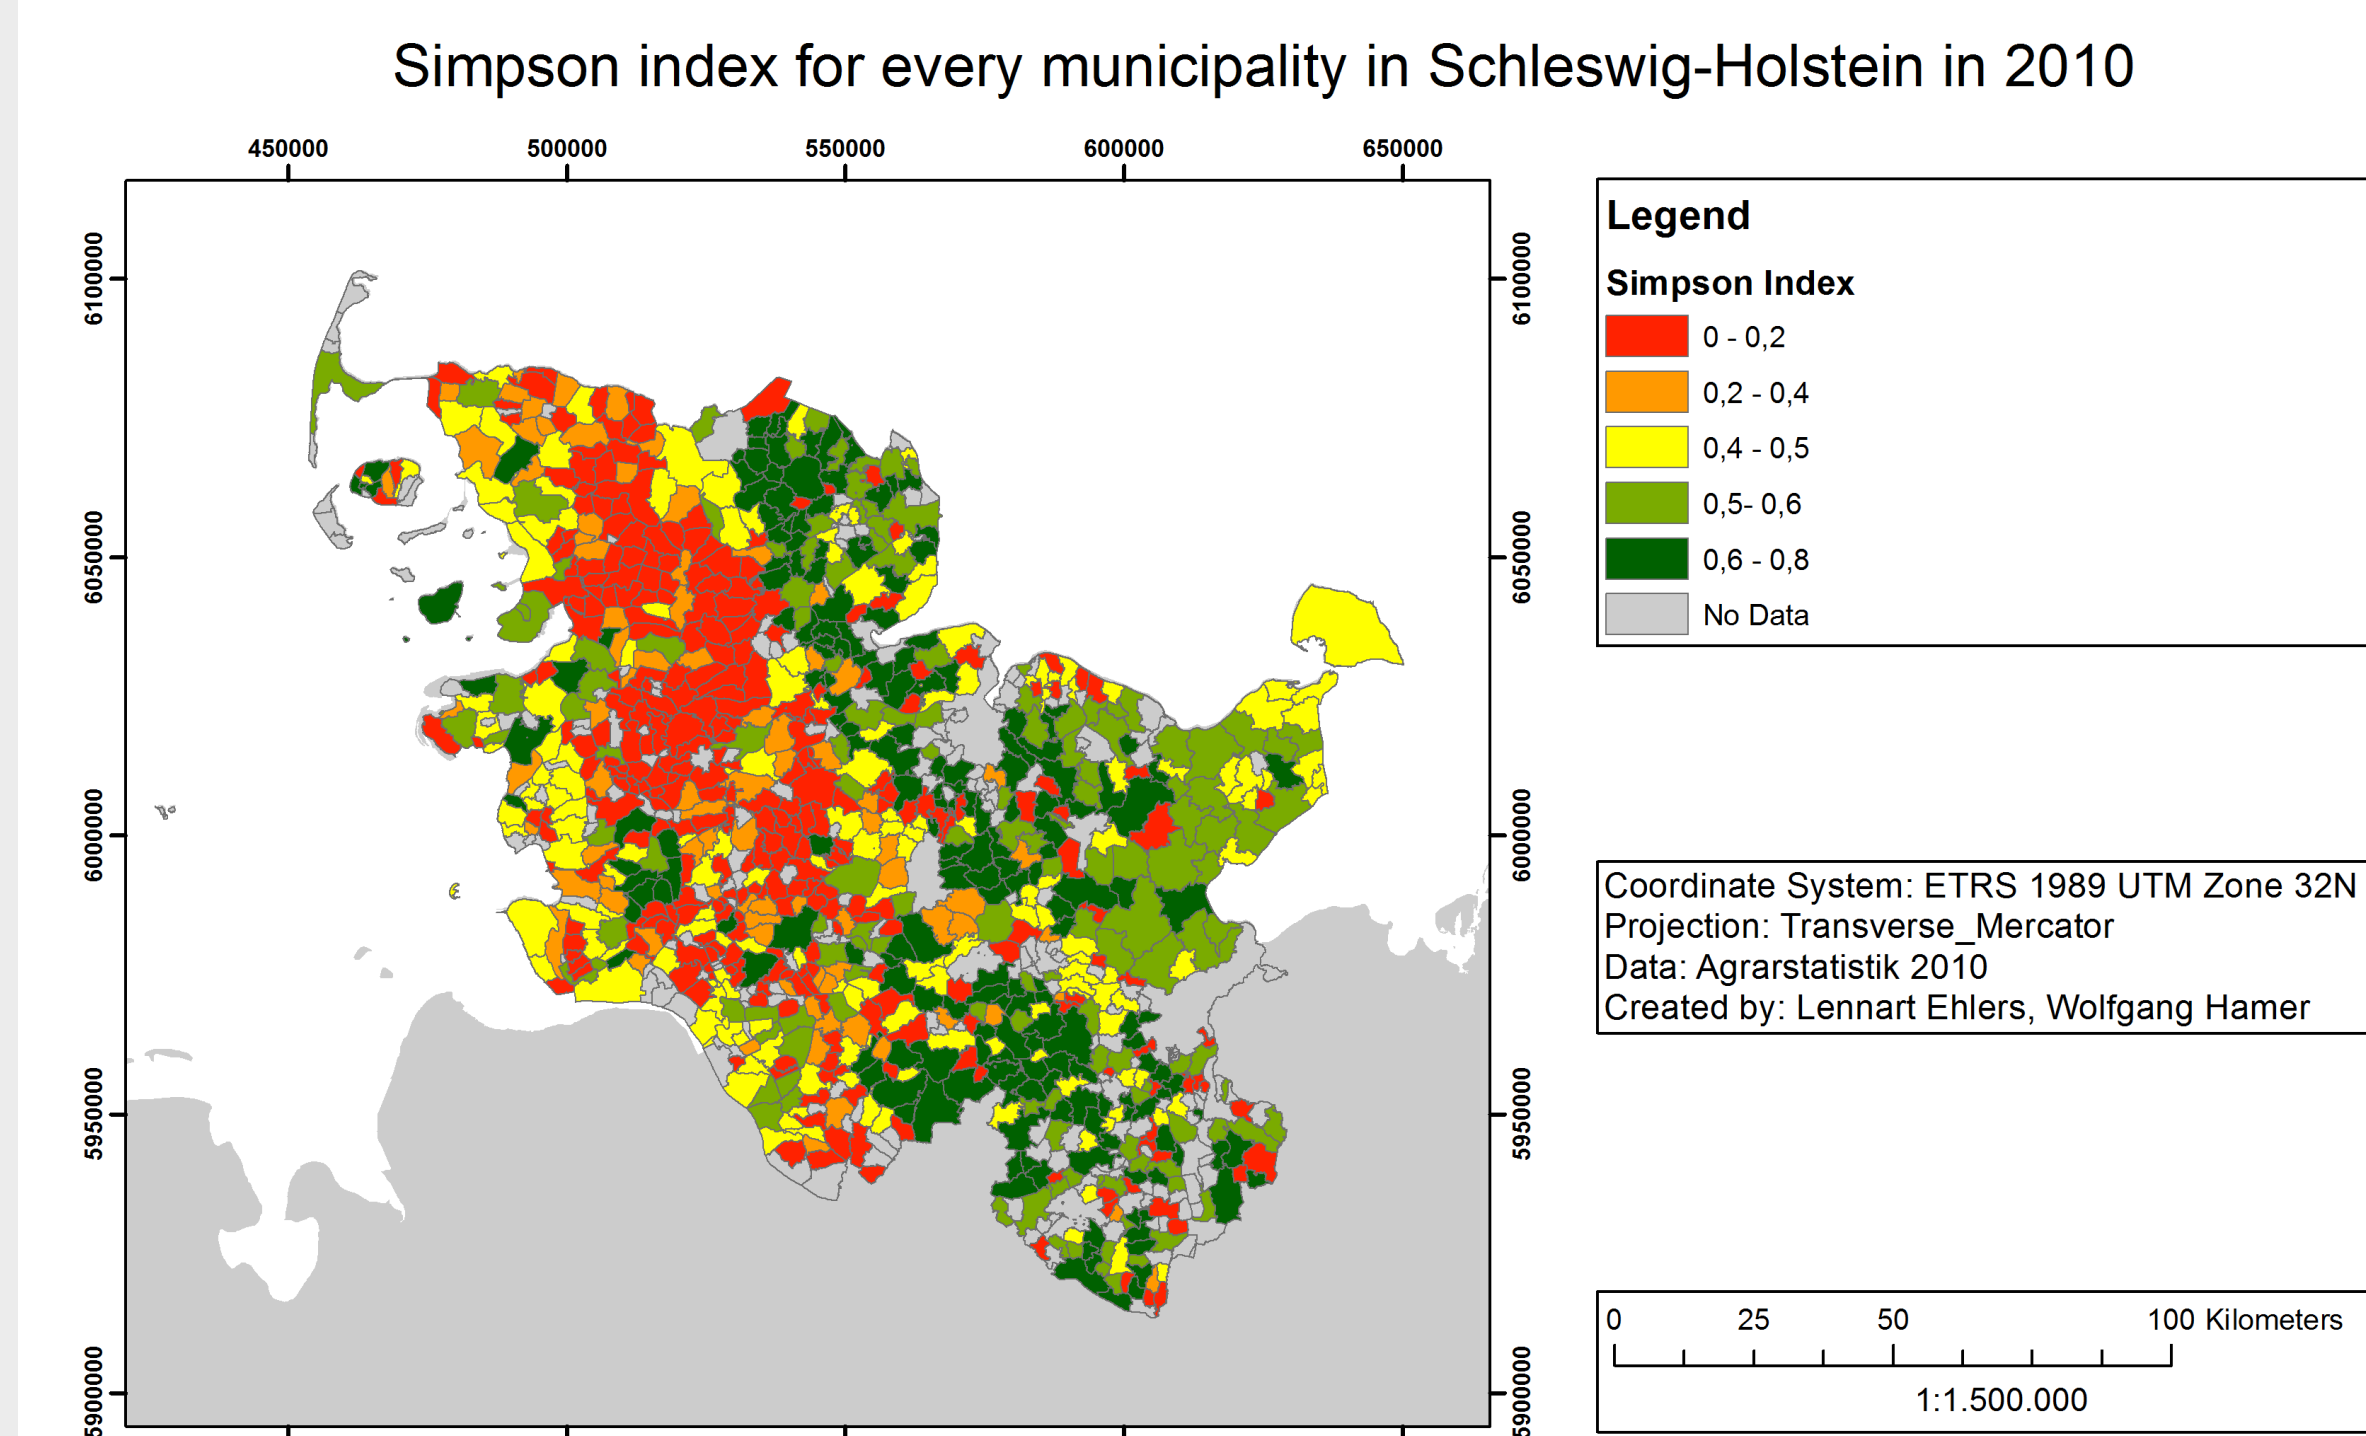 Simpson index for every municipality in Schleswig-Holstein in 2010
450000 500000 550000 600000 650000
6100000 6100000
6050000 6050000
6000000 6000000
5950000 5950000
5900000 5900000
Legend
Simpson Index
0 - 0,2
0,2 - 0,4
0,4 - 0,5
0,5- 0,6
0,6 - 0,8
No Data
Coordinate System: ETRS 1989 UTM Zone 32N
Projection: Transverse_Mercator
Data: Agrarstatistik 2010
Created by: Lennart Ehlers, Wolfgang Hamer
0 25 50 100 Kilometers
1:1.500.000